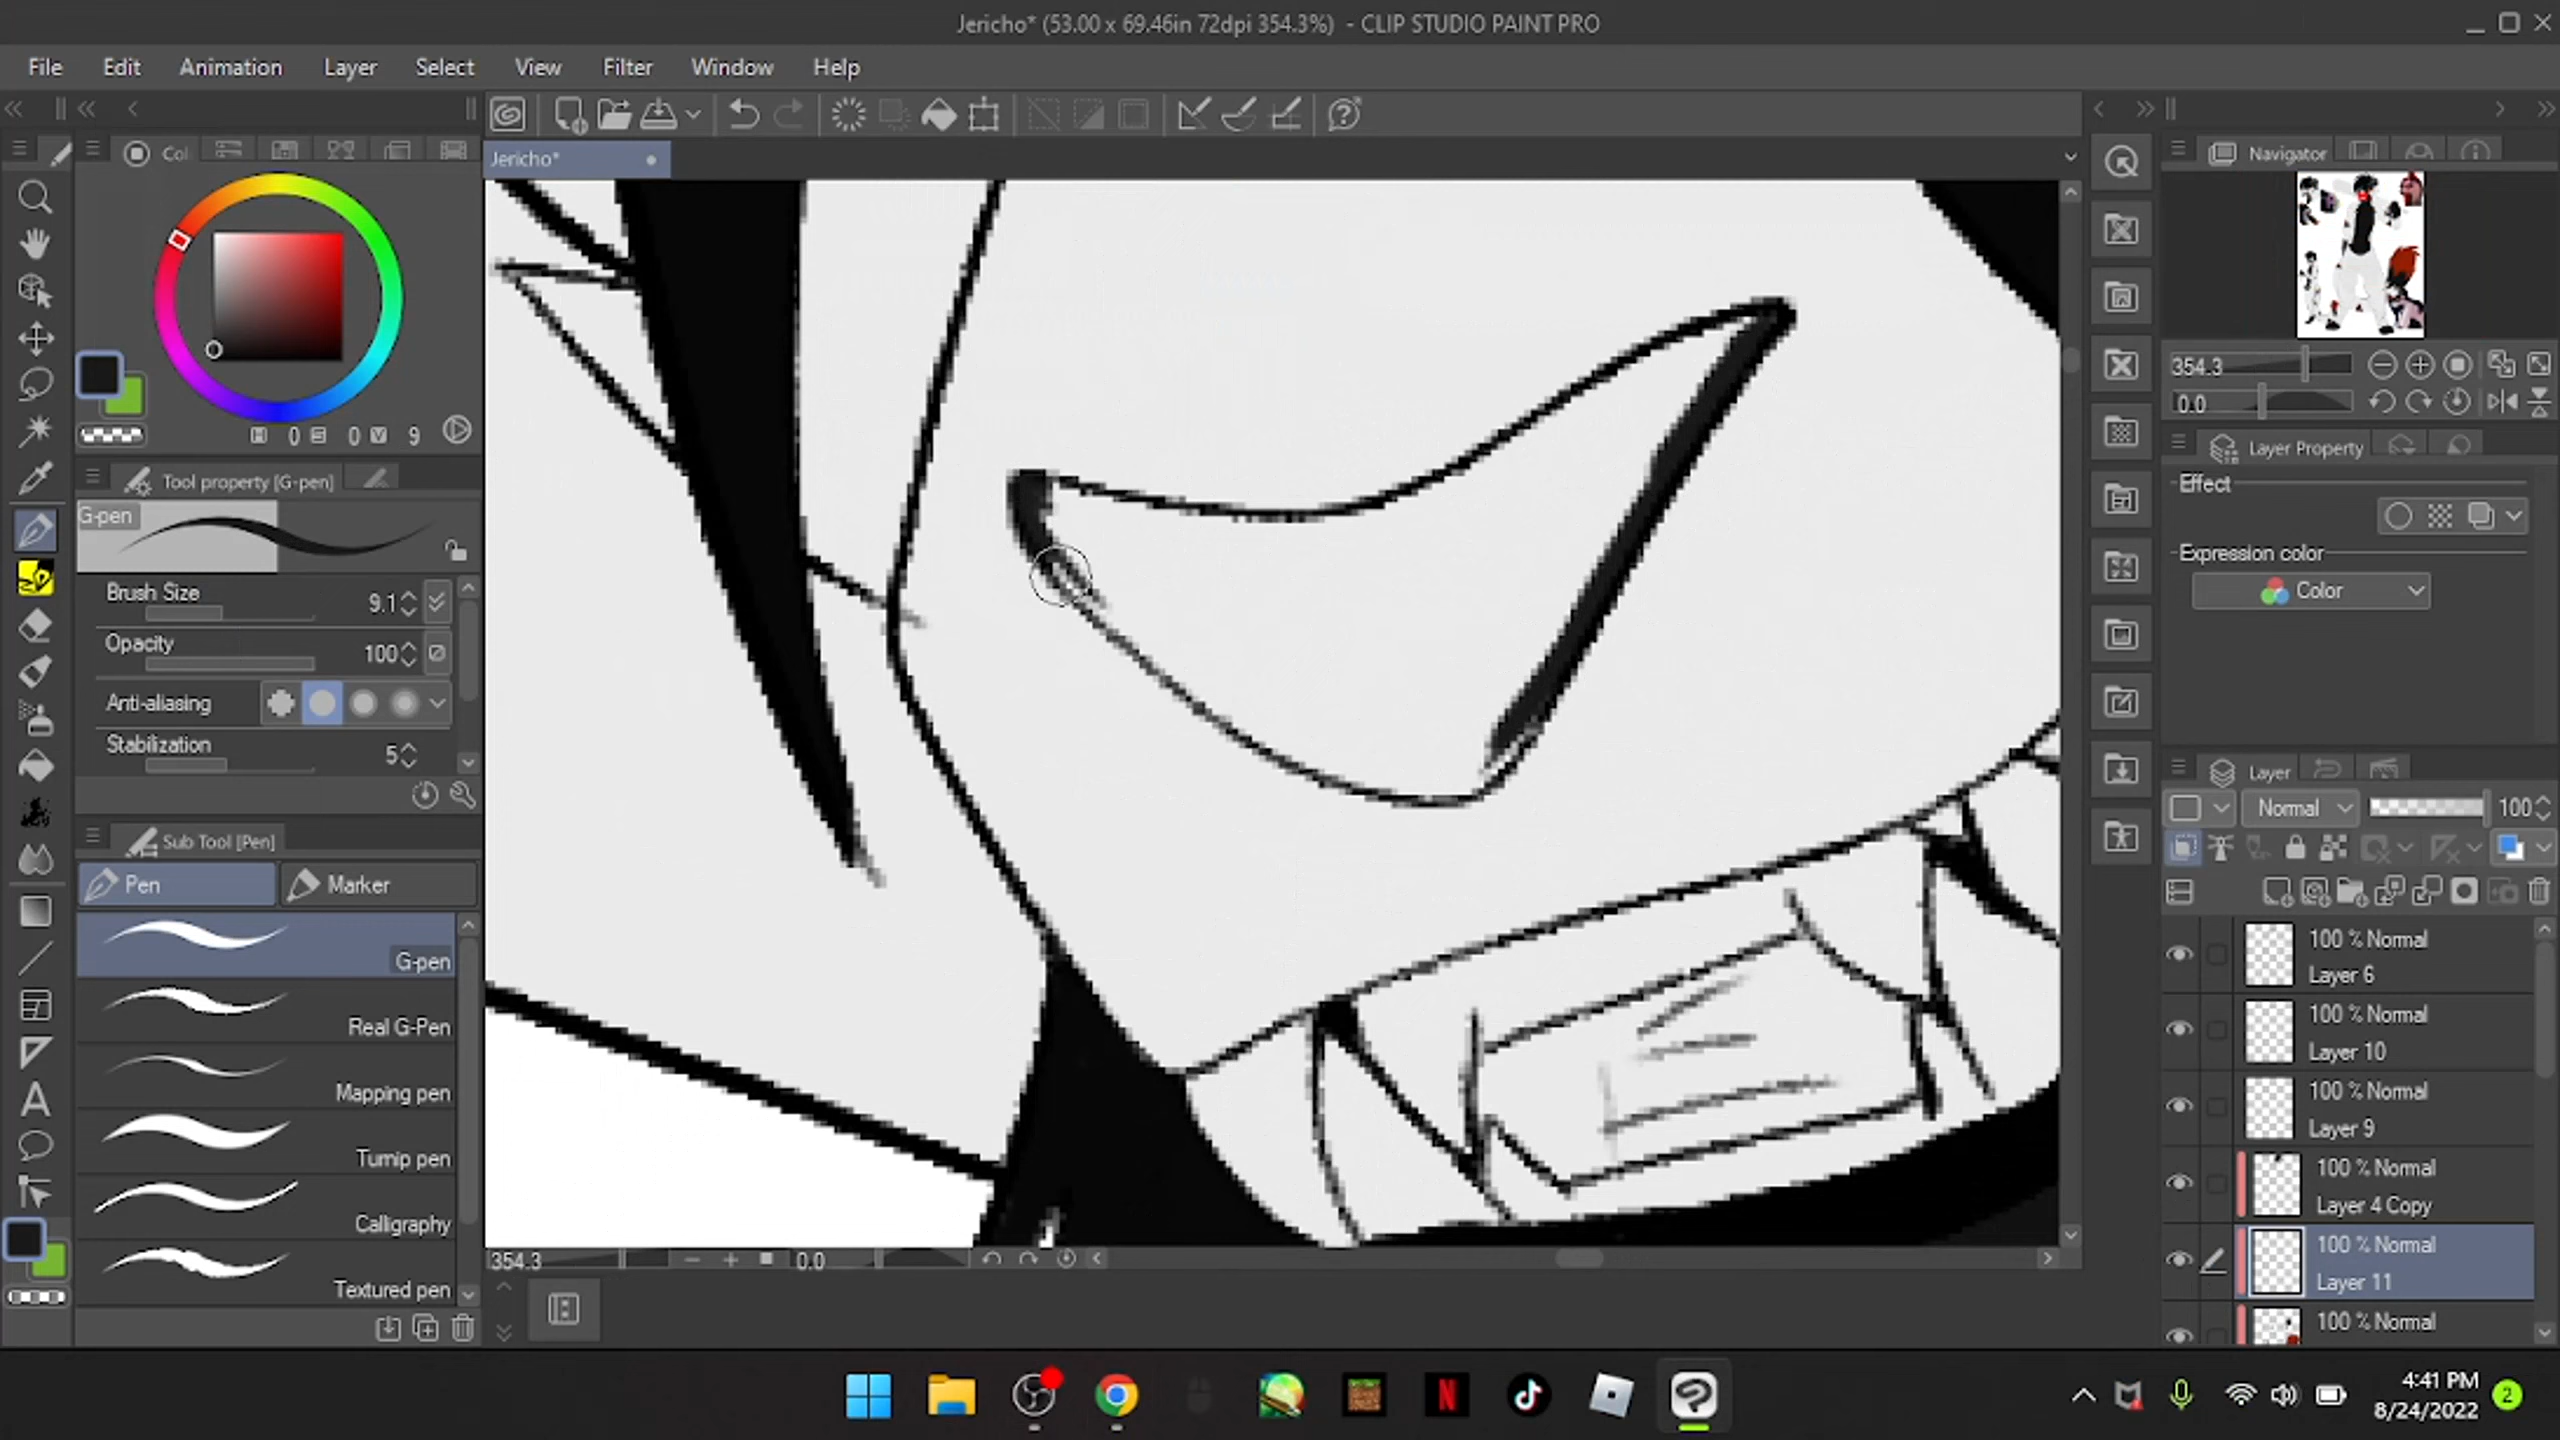 Jericho* (53.00 x 69.46in 72dpi 354.3%) - CLIP STUDIO PAINT PRO
File Edit Animation Layer Select View Filter Window Help
Col
Jericho*
Navigator
H 0 S 0 V 9
354.3
0.0
Tool property [G-pen]
G-pen
Brush Size 9.1
Opacity 100
Anti-aliasing
Stabilization 5
Layer Property
Effect
Expression color
Color
Sub Tool [Pen]
Pen Marker
G-pen
Real G-Pen
Mapping pen
Turnip pen
Calligraphy
Textured pen
Layer
Normal 100
100 % Normal
Layer 6
100 % Normal
Layer 10
100 % Normal
Layer 9
100 % Normal
Layer 4 Copy
100 % Normal
Layer 11
100 % Normal
354.3 0.0
4:41 PM
8/24/2022
2